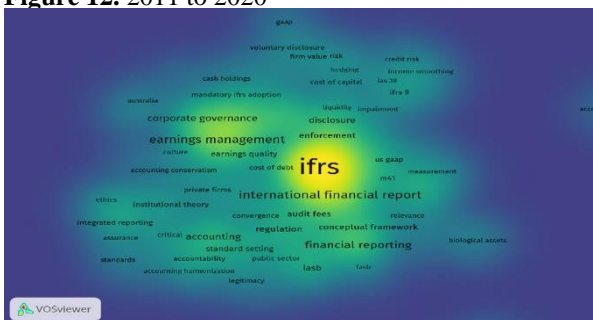 Figure 12. 2011 to 2020
gaap
voluntary disclosure
firm value risk
credit risk
hedging
income smoothing
cash holdings
cost of capital
ias 39
mandatory ifrs adoption
ifrs 9
australia
liquidity
impairment
corporate governance
disclosure
earnings management
enforcement
culture
earnings quality
us gaap
accounting conservatism
cost of debt
ifrs
measurement
m41
private firms
international financial report
ethics
institutional theory
convergence
audit fees
relevance
integrated reporting
regulation
conceptual framework
assurance
critical accounting
biological assets
standard setting
financial reporting
standards
accountability
public sector
iasb
fasb
accounting harmonization
legitimacy
VOSviewer